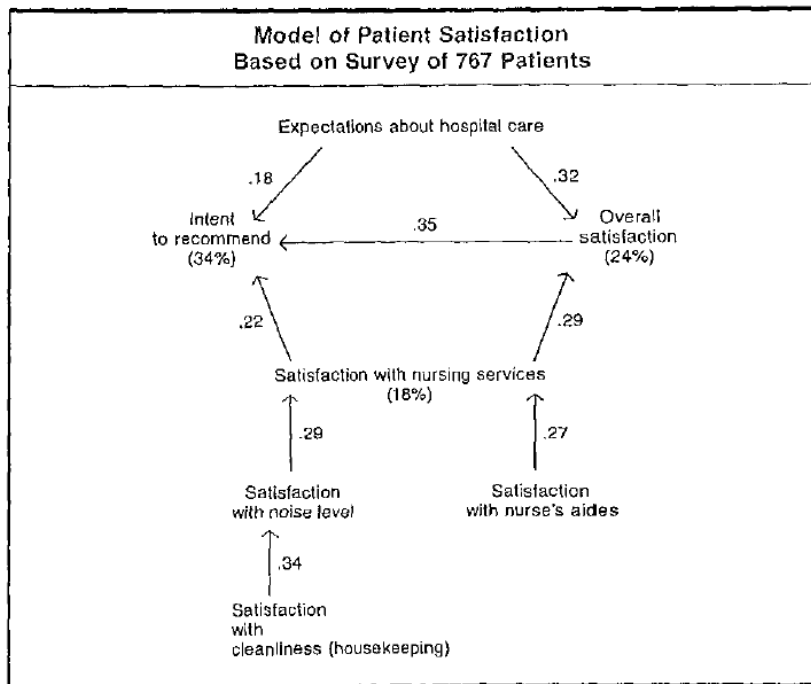 Model of Patient Satisfaction
Based on Survey of 767 Patients
Expectations about hospital care
.18
.32
Intent
to recommend
(34%)
.35
Overall
satisfaction
(24%)
.22
.29
Satisfaction with nursing services
(18%)
.29
.27
Satisfaction
with noise level
Satisfaction
with nurse's aides
.34
Satisfaction
with
cleanliness (housekeeping)